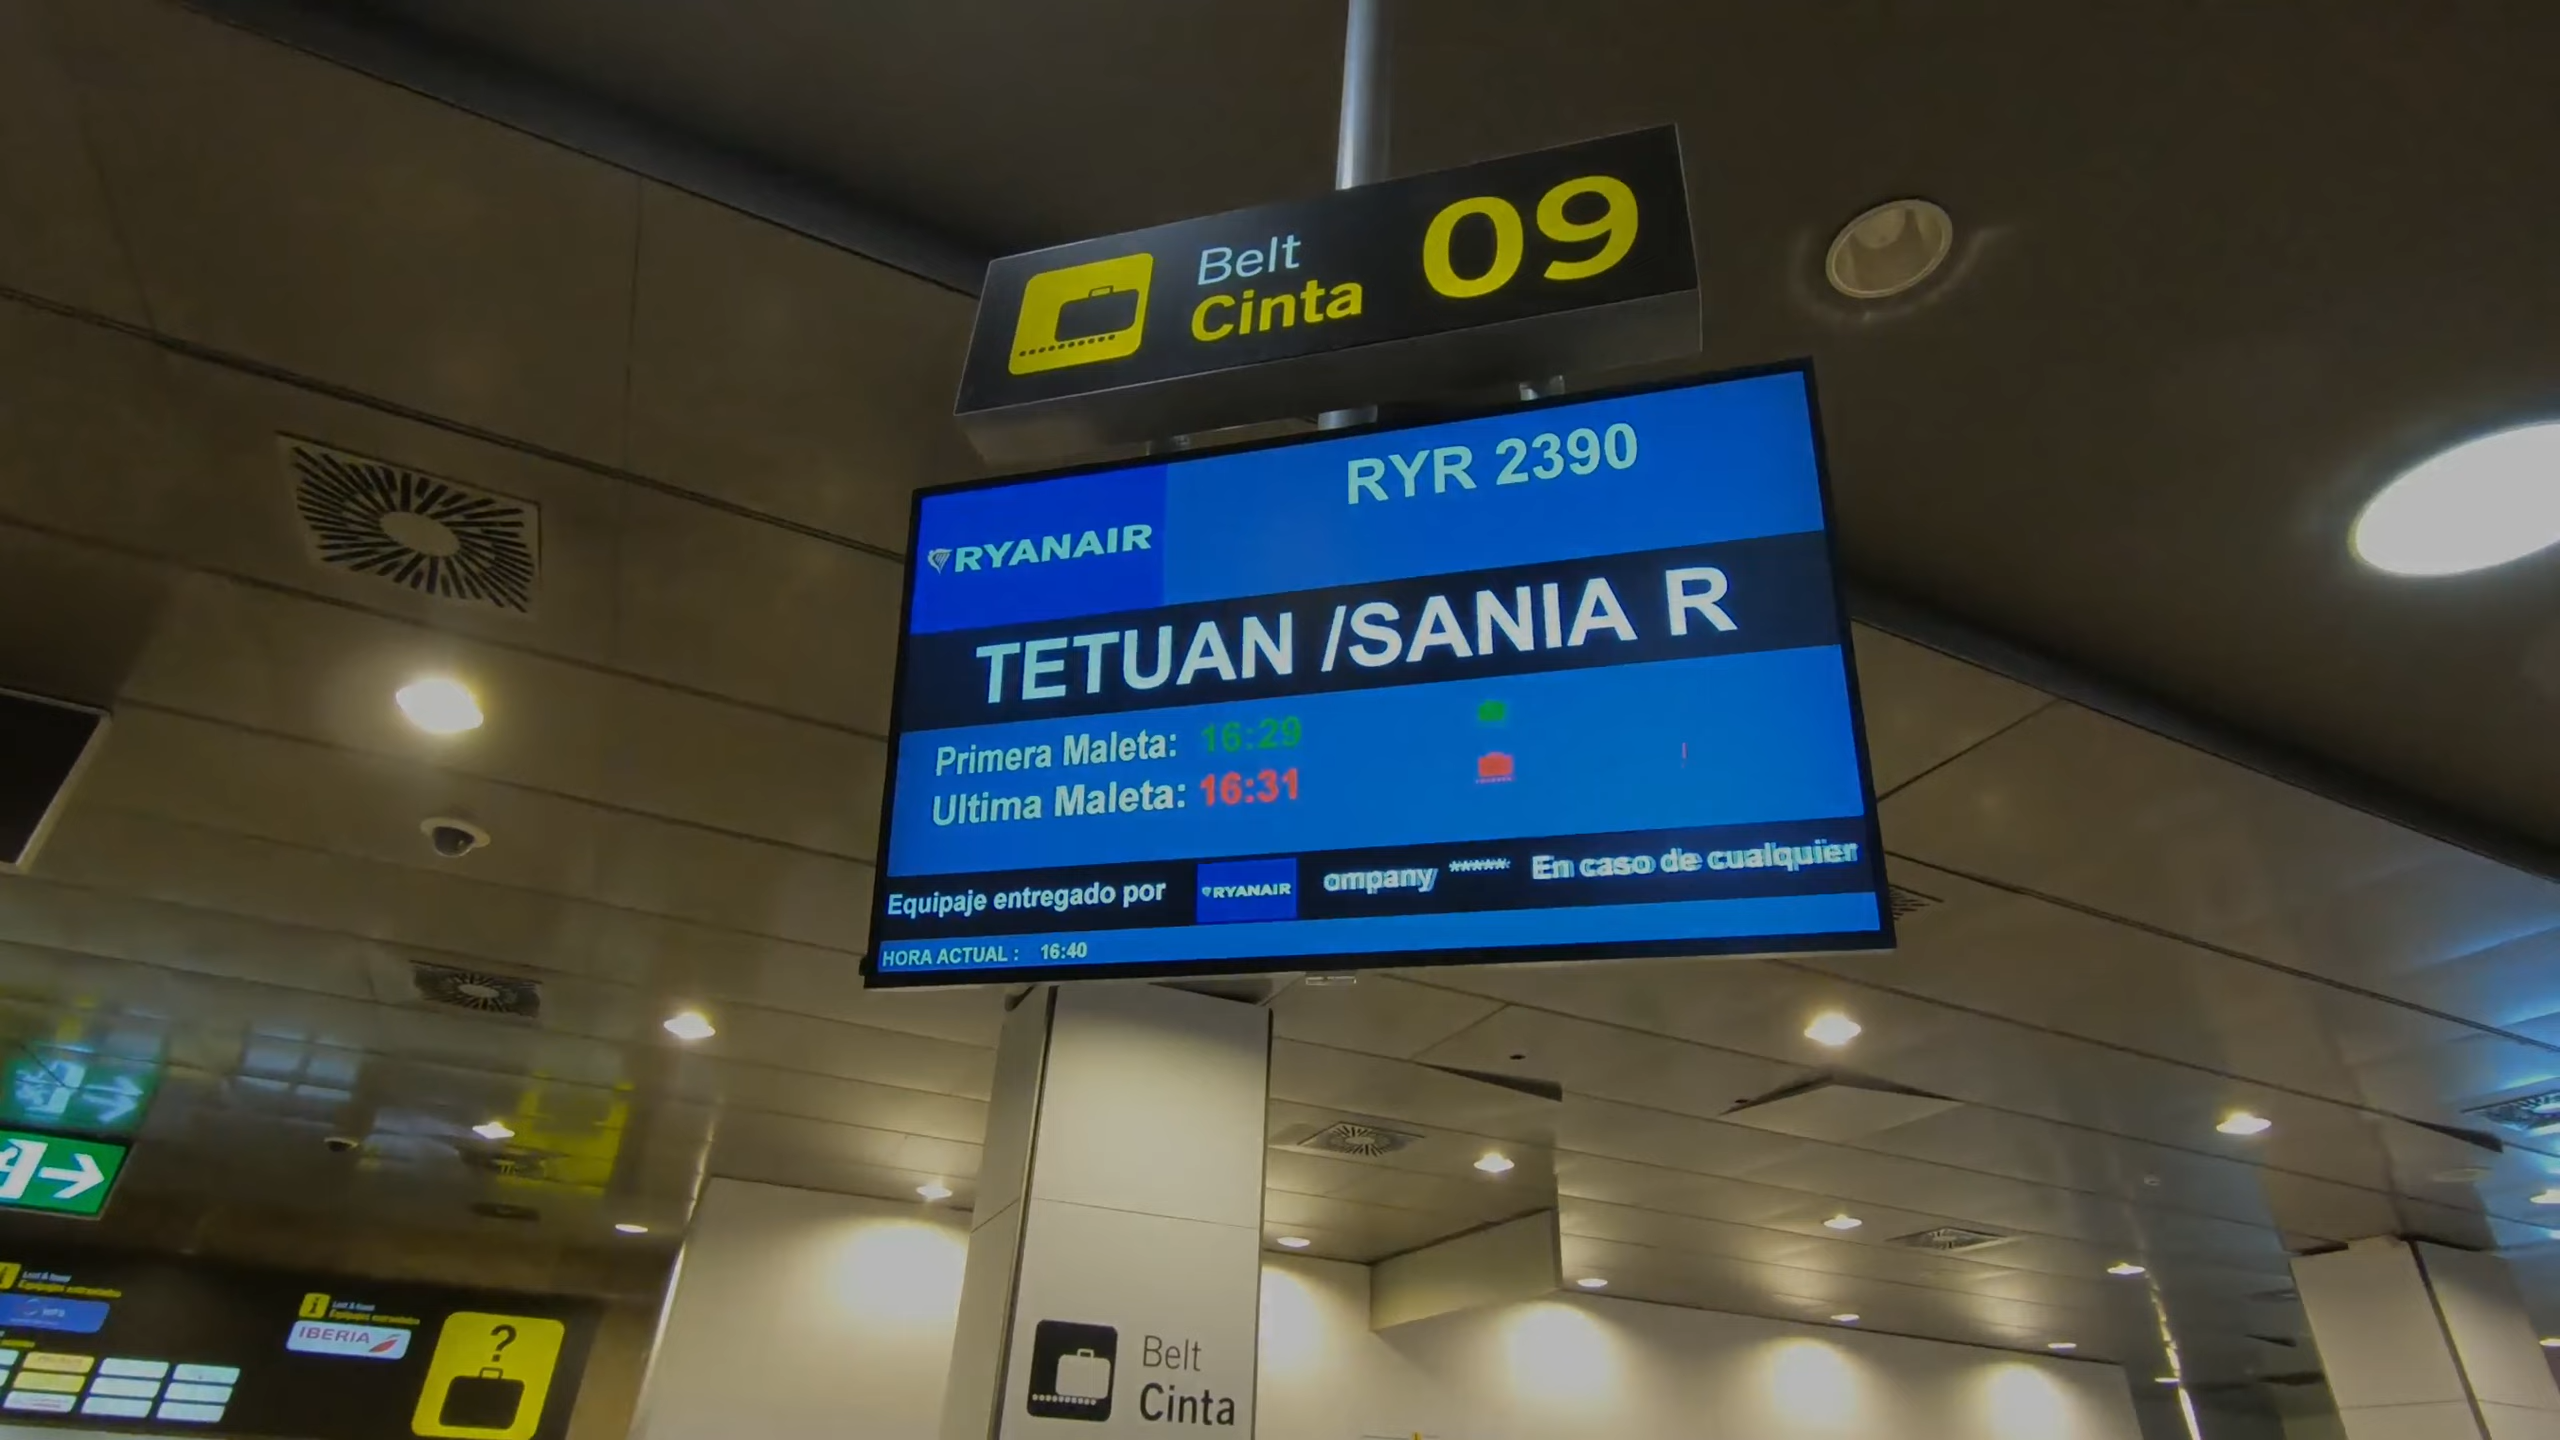 Belt
Cinta
09
RYR 2390
RYANAIR
TETUAN /SANIA R
Primera Maleta: 16:29
Ultima Maleta: 16:31
Equipaje entregado por RYANAIR ompany ***** En caso de cualquier
HORA ACTUAL : 16:40
IBERIA
?
Belt
Cinta